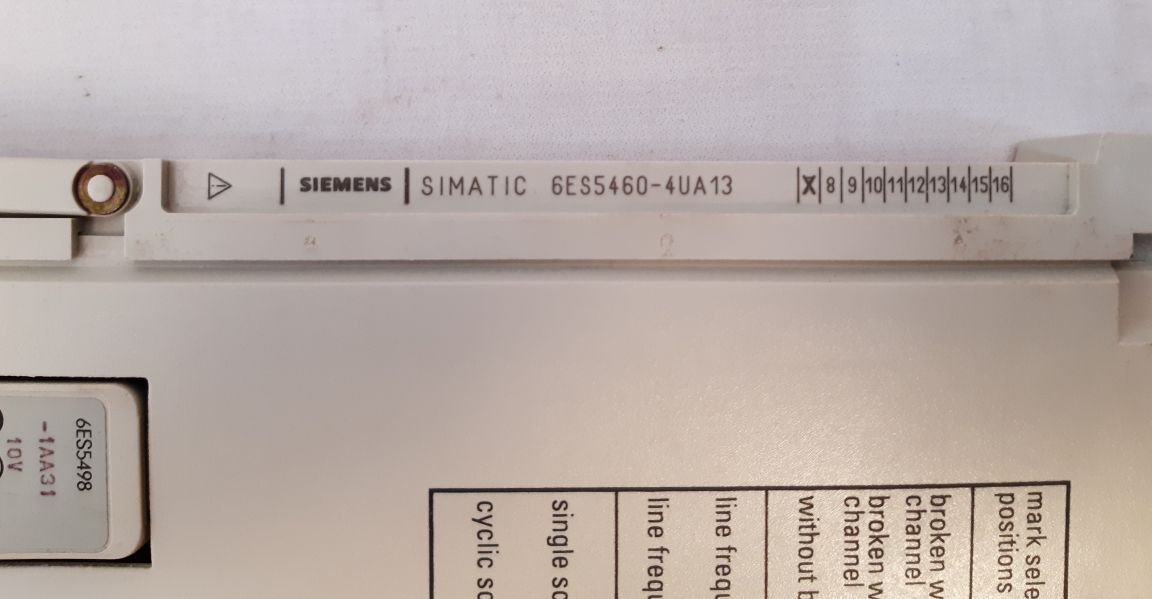 SIEMENS SIMATIC 6ES5460-4UA13 X 8 9 10 11 12 13 14 15 16
6ES5498
-1AA31
10V
mark sele
positions
broken w
channel
broken w
channel
without b
line frequ
line frequ
single sc
cyclic sc